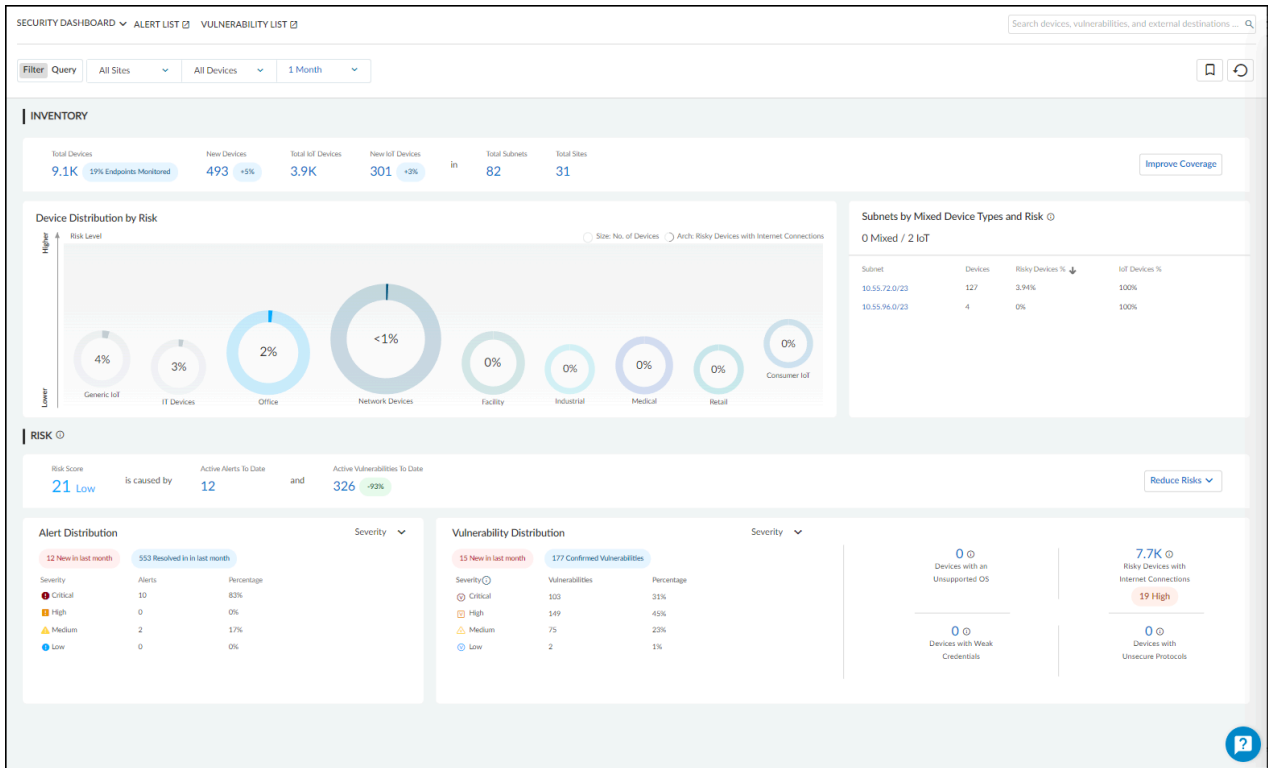 SECURITY DASHBOARD ALERT LIST VULNERABILITY LIST
Search devices, vulnerabilities, and external destinations ...
Filter Query All Sites All Devices 1 Month
INVENTORY
Total Devices New Devices Total IoT Devices New IoT Devices Total Subnets Total Sites
9.1K 19% Endpoints Monitored 493 +5% 3.9K 301 +3% in 82 31
Improve Coverage
Device Distribution by Risk
Higher
Risk Level
Size: No. of Devices Arch: Risky Devices with Internet Connections
4% 3% 2% <1% 0% 0% 0% 0% 0%
Generic IoT IT Devices Office Network Devices Facility Industrial Medical Retail Consumer IoT
Lower
Subnets by Mixed Device Types and Risk
0 Mixed / 2 IoT
Subnet Devices Risky Devices % IoT Devices %
10.55.72.0/23 127 3.94% 100%
10.55.96.0/23 4 0% 100%
RISK
Risk Score Active Alerts To Date Active Vulnerabilities To Date
21 Low is caused by 12 and 326 -93%
Reduce Risks
Alert Distribution Severity
12 New in last month 553 Resolved in in last month
Severity Alerts Percentage
Critical 10 83%
High 0 0%
Medium 2 17%
Low 0 0%
Vulnerability Distribution Severity
15 New in last month 177 Confirmed Vulnerabilities
Severity Vulnerabilities Percentage
Critical 103 31%
High 149 45%
Medium 75 23%
Low 2 1%
0
Devices with an
Unsupported OS
7.7K
Risky Devices with
Internet Connections
19 High
0
Devices with Weak
Credentials
0
Devices with
Unsecure Protocols